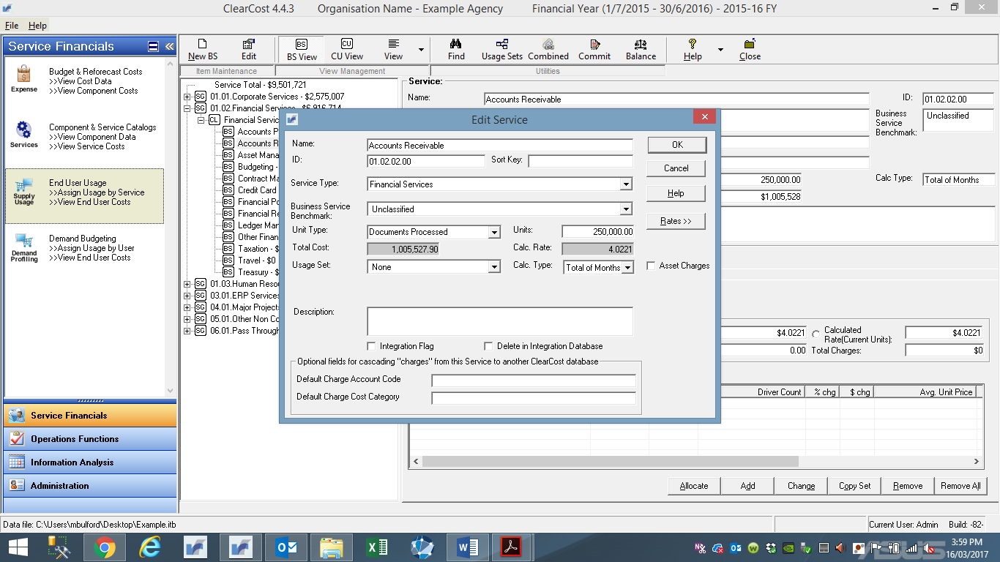 ClearCost 4.4.3 Organisation Name - Example Agency Financial Year (1/7/2015 - 30/6/2016) - 2015-16 FY
File Help
Service Financials
New BS Edit BS View CU View View Find Usage Sets Combined Commit Balance Help Close
Item Maintenance View Management Utilities
Expense
Budget & Reforecast Costs
>>View Cost Data
>>View Component Costs
Services
Component & Service Catalogs
>>View Component Data
>>View Service Costs
Supply Usage
End User Usage
>>Assign Usage by Service
>>View End User Costs
Demand Profiling
Demand Budgeting
>>Assign Usage by User
>>View End User Costs
Service Financials
Operations Functions
Information Analysis
Administration
Service Total - $9,501,721
SG 01.01.Corporate Services - $2,575,007
SG 01.02.Financial Services - $6,916,714
CL Financial Servic
BS Accounts P
BS Accounts R
BS Asset Mana
BS Budgeting -
BS Contract Ma
BS Credit Card
BS Financial Po
BS Financial Re
BS Ledger Man
BS Other Finan
BS Taxation - $
BS Travel - $0
BS Treasury - $
SG 01.03.Human Resou
SG 03.01.ERP Services
SG 04.01.Major Projects
SG 05.01.Other Non Co
SG 06.01.Pass Through
Service:
Name: Accounts Receivable ID: 01.02.02.00
Business Service Benchmark: Unclassified
250,000.00 Calc Type: Total of Months
$1,005,528
Edit Service
Name: Accounts Receivable OK
ID: 01.02.02.00 Sort Key: Cancel
Service Type: Financial Services Help
Business Service Benchmark: Unclassified Rates >>
Unit Type: Documents Processed Units: 250,000.00
Total Cost: 1,005,527.90 Calc. Rate: 4.0221
Usage Set: None Calc. Type: Total of Months Asset Charges
Description:
Integration Flag Delete in Integration Database
Optional fields for cascading "charges" from this Service to another ClearCost database
Default Charge Account Code
Default Charge Cost Category
$4.0221 Calculated Rate(Current Units): $4.0221
0.00 Total Charges: $0
Driver Count % chg $ chg Avg. Unit Price
Allocate Add Change Copy Set Remove Remove All
Data file: C:\Users\mbulford\Desktop\Example.itb Current User: Admin Build: -82-
3:59 PM
16/03/2017